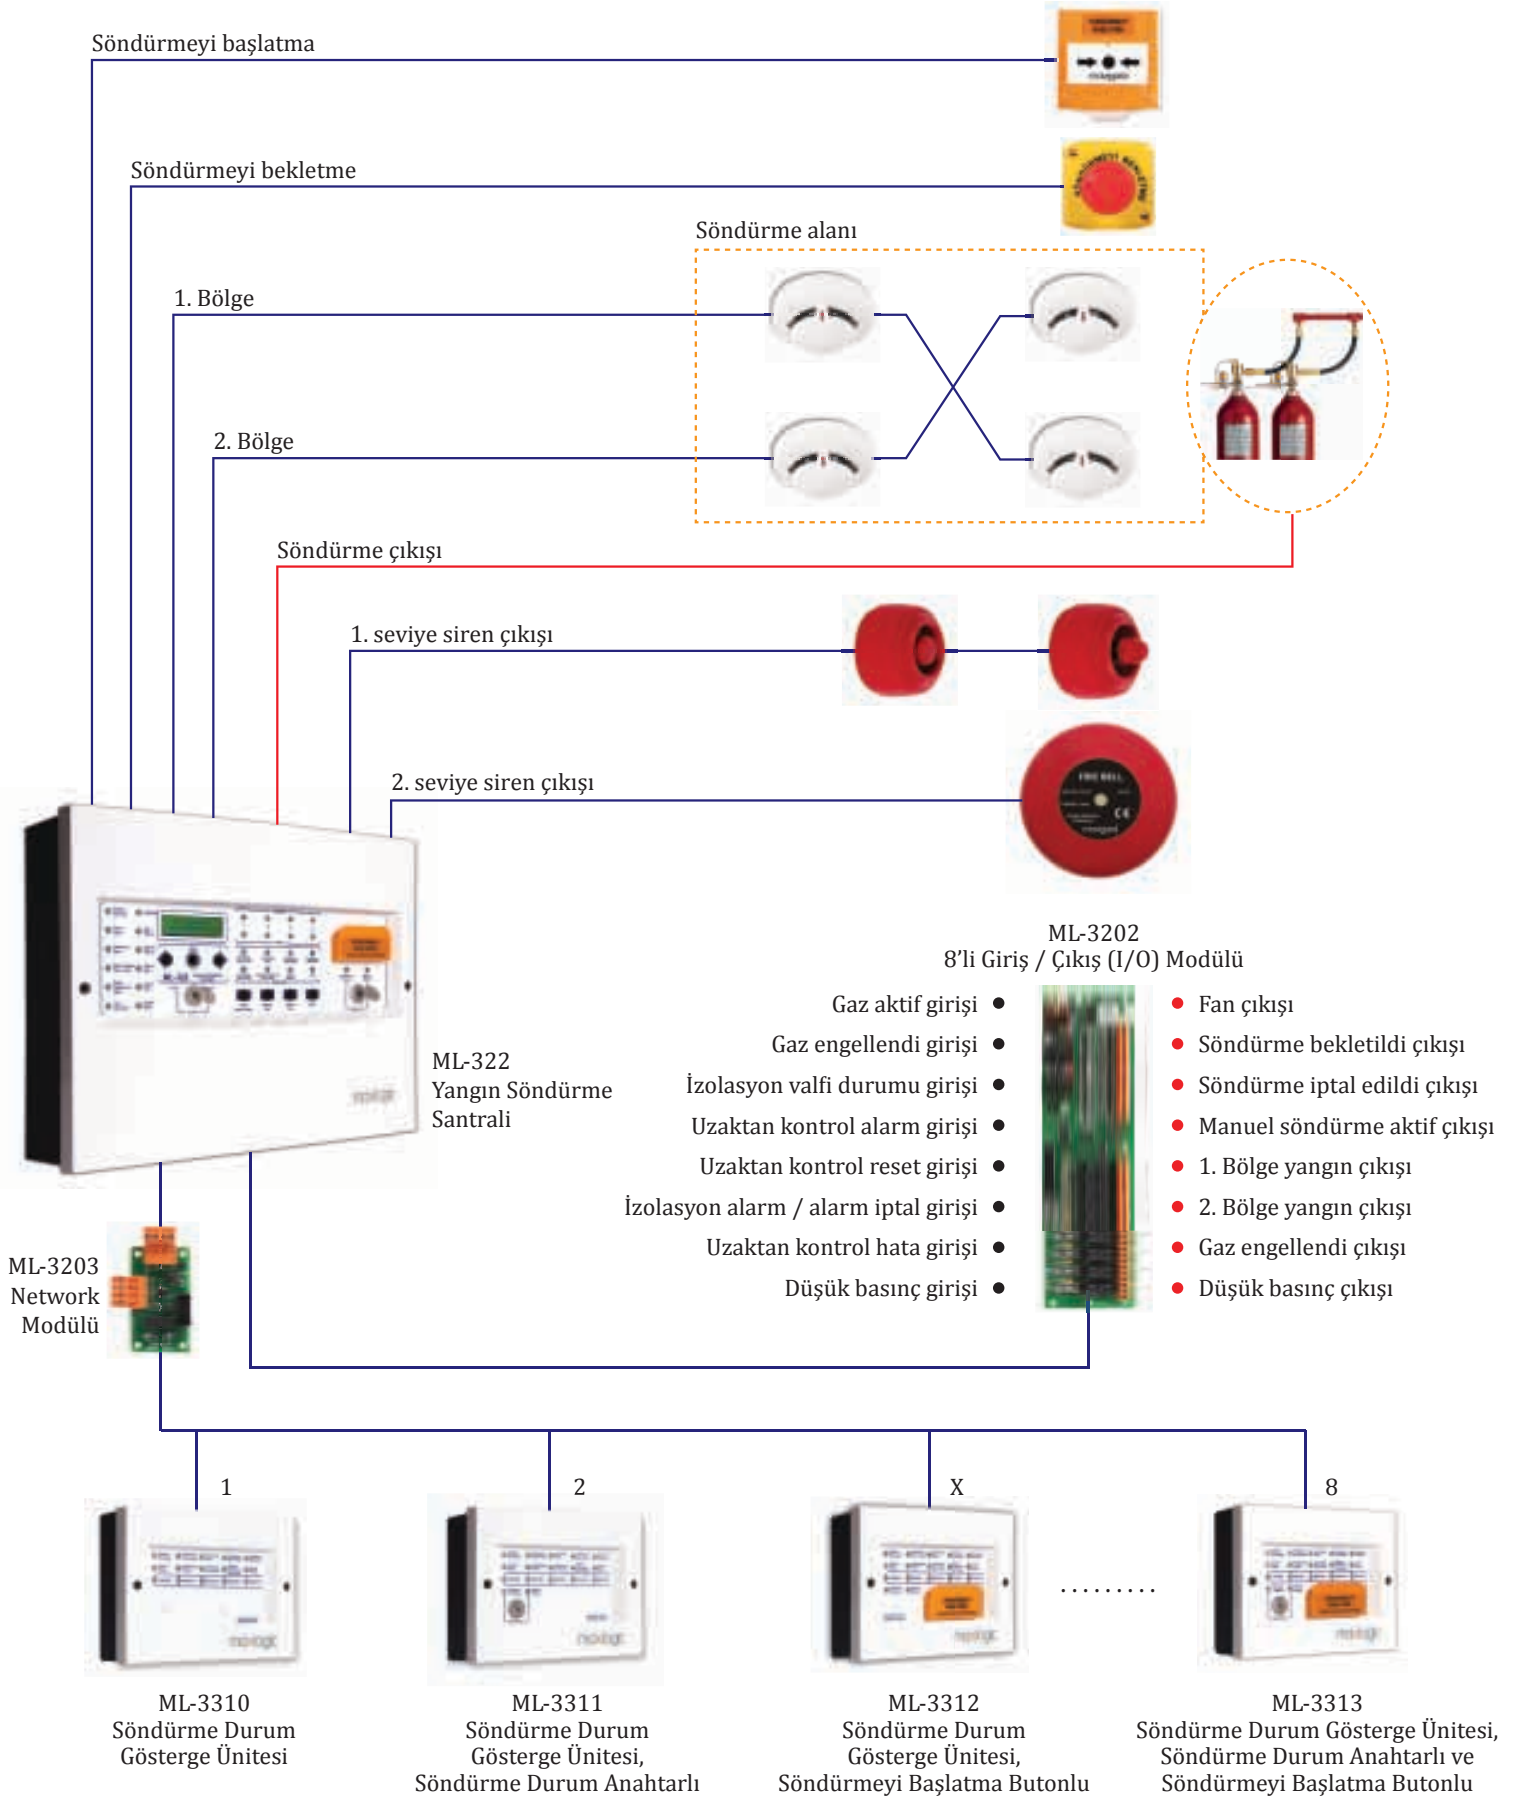 Söndürmeyi başlatma
Söndürmeyi bekletme
Söndürme alanı
1. Bölge
2. Bölge
Söndürme çıkışı
1. seviye siren çıkışı
2. seviye siren çıkışı
FIRE BELL
CE
ML-3202
8’li Giriş / Çıkış (I/O) Modülü
Gaz aktif girişi
Gaz engellendi girişi
İzolasyon valfi durumu girişi
Uzaktan kontrol alarm girişi
Uzaktan kontrol reset girişi
İzolasyon alarm / alarm iptal girişi
Uzaktan kontrol hata girişi
Düşük basınç girişi
Fan çıkışı
Söndürme bekletildi çıkışı
Söndürme iptal edildi çıkışı
Manuel söndürme aktif çıkışı
1. Bölge yangın çıkışı
2. Bölge yangın çıkışı
Gaz engellendi çıkışı
Düşük basınç çıkışı
ML-322
Yangın Söndürme
Santrali
ML-3203
Network
Modülü
1
2
X
8
.........
ML-3310
Söndürme Durum
Gösterge Ünitesi
ML-3311
Söndürme Durum
Gösterge Ünitesi,
Söndürme Durum Anahtarlı
ML-3312
Söndürme Durum
Gösterge Ünitesi,
Söndürmeyi Başlatma Butonlu
ML-3313
Söndürme Durum Gösterge Ünitesi,
Söndürme Durum Anahtarlı ve
Söndürmeyi Başlatma Butonlu